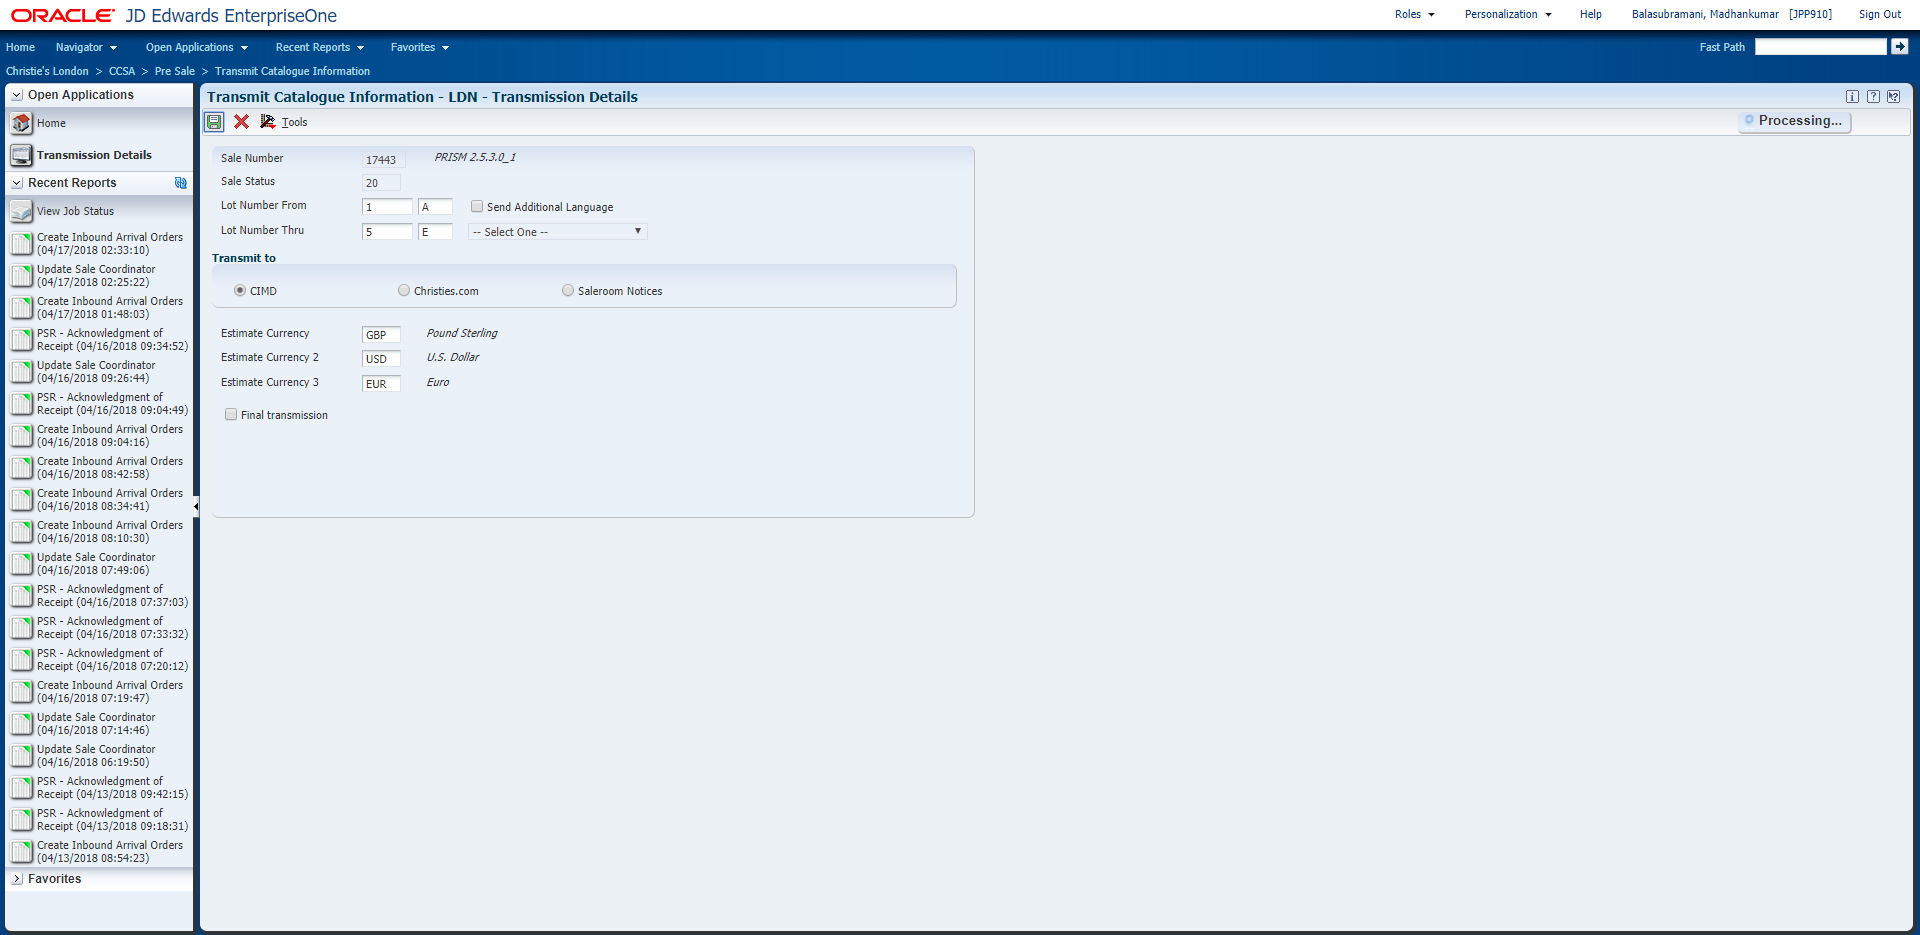 ORACLE JD Edwards EnterpriseOne
Roles Personalization Help Balasubramani, Madhankumar [JPP910] Sign Out
Home Navigator Open Applications Recent Reports Favorites Fast Path
Christie's London > CCSA > Pre Sale > Transmit Catalogue Information
Open Applications
Home
Transmission Details
Recent Reports
View Job Status
Create Inbound Arrival Orders
(04/17/2018 02:33:10)
Update Sale Coordinator
(04/17/2018 02:25:22)
Create Inbound Arrival Orders
(04/17/2018 01:48:03)
PSR - Acknowledgment of
Receipt (04/16/2018 09:34:52)
Update Sale Coordinator
(04/16/2018 09:26:44)
PSR - Acknowledgment of
Receipt (04/16/2018 09:04:49)
Create Inbound Arrival Orders
(04/16/2018 09:04:16)
Create Inbound Arrival Orders
(04/16/2018 08:42:58)
Create Inbound Arrival Orders
(04/16/2018 08:34:41)
Create Inbound Arrival Orders
(04/16/2018 08:10:30)
Update Sale Coordinator
(04/16/2018 07:49:06)
PSR - Acknowledgment of
Receipt (04/16/2018 07:37:03)
PSR - Acknowledgment of
Receipt (04/16/2018 07:33:32)
PSR - Acknowledgment of
Receipt (04/16/2018 07:20:12)
Create Inbound Arrival Orders
(04/16/2018 07:19:47)
Update Sale Coordinator
(04/16/2018 07:14:46)
Update Sale Coordinator
(04/16/2018 06:19:50)
PSR - Acknowledgment of
Receipt (04/13/2018 09:42:15)
PSR - Acknowledgment of
Receipt (04/13/2018 09:18:31)
Create Inbound Arrival Orders
(04/13/2018 08:54:23)
Favorites
Transmit Catalogue Information - LDN - Transmission Details
Tools
Processing...
Sale Number 17443 PRISM 2.5.3.0_1
Sale Status 20
Lot Number From 1 A Send Additional Language
Lot Number Thru 5 E -- Select One --
Transmit to
CIMD Christies.com Saleroom Notices
Estimate Currency GBP Pound Sterling
Estimate Currency 2 USD U.S. Dollar
Estimate Currency 3 EUR Euro
Final transmission